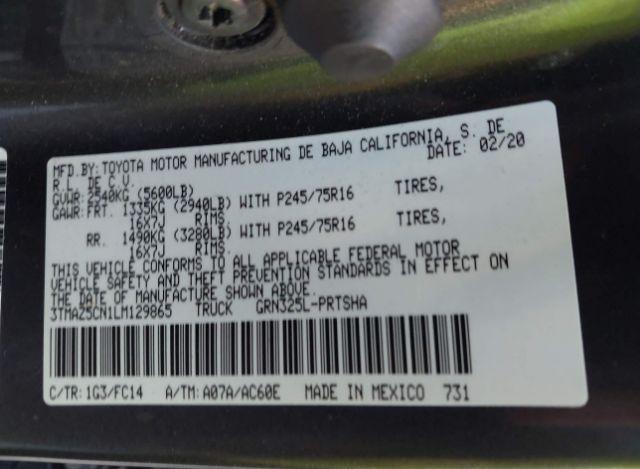 MFD.BY:TOYOTA MOTOR MANUFACTURING DE BAJA CALIFORNIA, S. DE
R.L. DE C.V. DATE: 02/20
GVWR:2540KG (5600LB)
GAWR:FRT. 1335KG (2940LB) WITH P245/75R16 TIRES,
16X7J RIMS
RR. 1490KG (3280LB) WITH P245/75R16 TIRES,
16X7J RIMS
THIS VEHICLE CONFORMS TO ALL APPLICABLE FEDERAL MOTOR
VEHICLE SAFETY AND THEFT PREVENTION STANDARDS IN EFFECT ON
THE DATE OF MANUFACTURE SHOWN ABOVE.
3TMAZ5CN1LM129865 TRUCK GRN325L-PRTSHA
C/TR:1G3/FC14 A/TM:A07A/AC60E MADE IN MEXICO 731